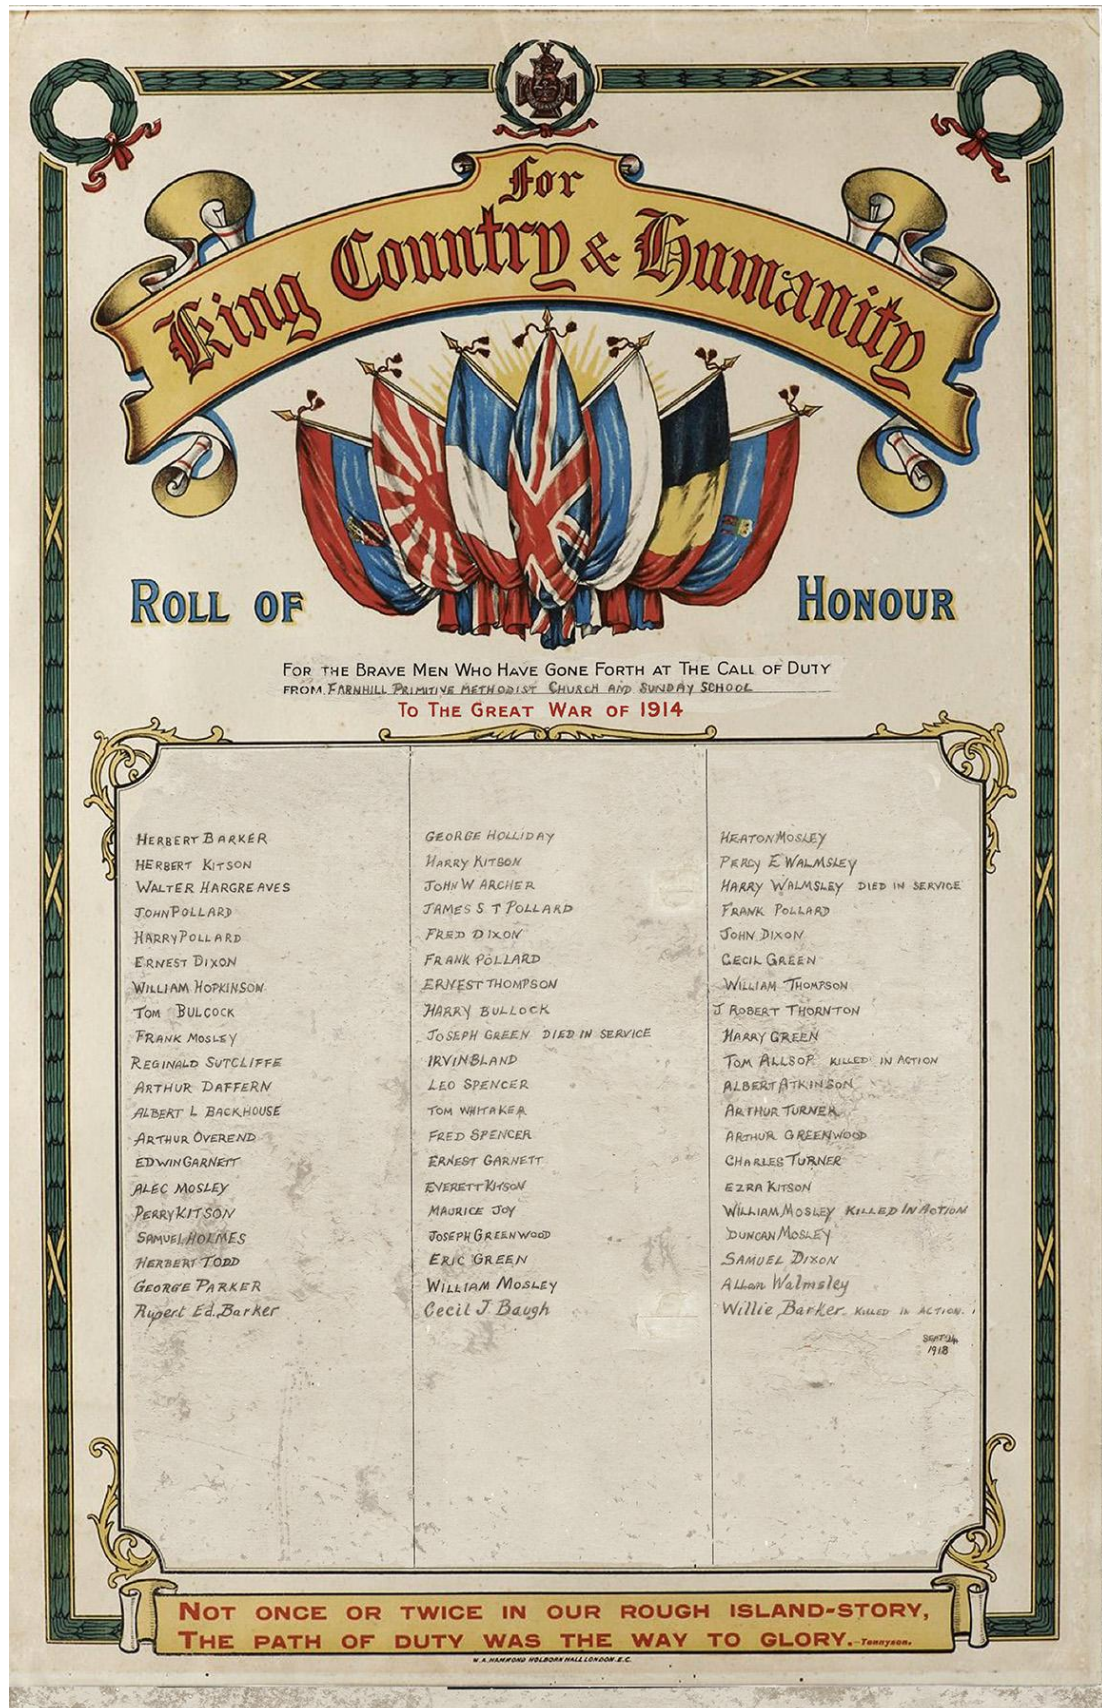 For
King Country & Humanity
ROLL OF HONOUR
FOR THE BRAVE MEN WHO HAVE GONE FORTH AT THE CALL OF DUTY
FROM FARNHILL PRIMITIVE METHODIST CHURCH AND SUNDAY SCHOOL
TO THE GREAT WAR OF 1914
HERBERT BARKER
HERBERT KITSON
WALTER HARGREAVES
JOHN POLLARD
HARRY POLLARD
ERNEST DIXON
WILLIAM HOPKINSON
TOM BULCOCK
FRANK MOSLEY
REGINALD SUTCLIFFE
ARTHUR DAFFERN
ALBERT L BACKHOUSE
ARTHUR OVEREND
EDWIN GARNETT
ALEC MOSLEY
PERRY KITSON
SAMUEL HOLMES
HERBERT TODD
GEORGE PARKER
Rupert Ed. Barker
GEORGE HOLLIDAY
HARRY KITSON
JOHN W ARCHER
JAMES S T POLLARD
FRED DIXON
FRANK POLLARD
ERNEST THOMPSON
HARRY BULLOCK
JOSEPH GREEN DIED IN SERVICE
IRVIN BLAND
LEO SPENCER
TOM WHITAKER
FRED SPENCER
ERNEST GARNETT
EVERETT KITSON
MAURICE JOY
JOSEPH GREENWOOD
ERIC GREEN
WILLIAM MOSLEY
Cecil J. Baugh
HEATON MOSLEY
PERCY E WALMSLEY
HARRY WALMSLEY DIED IN SERVICE
FRANK POLLARD
JOHN DIXON
CECIL GREEN
WILLIAM THOMPSON
J ROBERT THORNTON
HARRY GREEN
TOM ALLSOP KILLED IN ACTION
ALBERT ATKINSON
ARTHUR TURNER
ARTHUR GREENWOOD
CHARLES TURNER
EZRA KITSON
WILLIAM MOSLEY KILLED IN ACTION
DUNCAN MOSLEY
SAMUEL DIXON
Allan Walmsley
Willie Barker KILLED IN ACTION.
SEPT 24
1918
NOT ONCE OR TWICE IN OUR ROUGH ISLAND-STORY,
THE PATH OF DUTY WAS THE WAY TO GLORY.—Tennyson.
W.A.HAMMOND HOLBORN HALL LONDON.E.C.